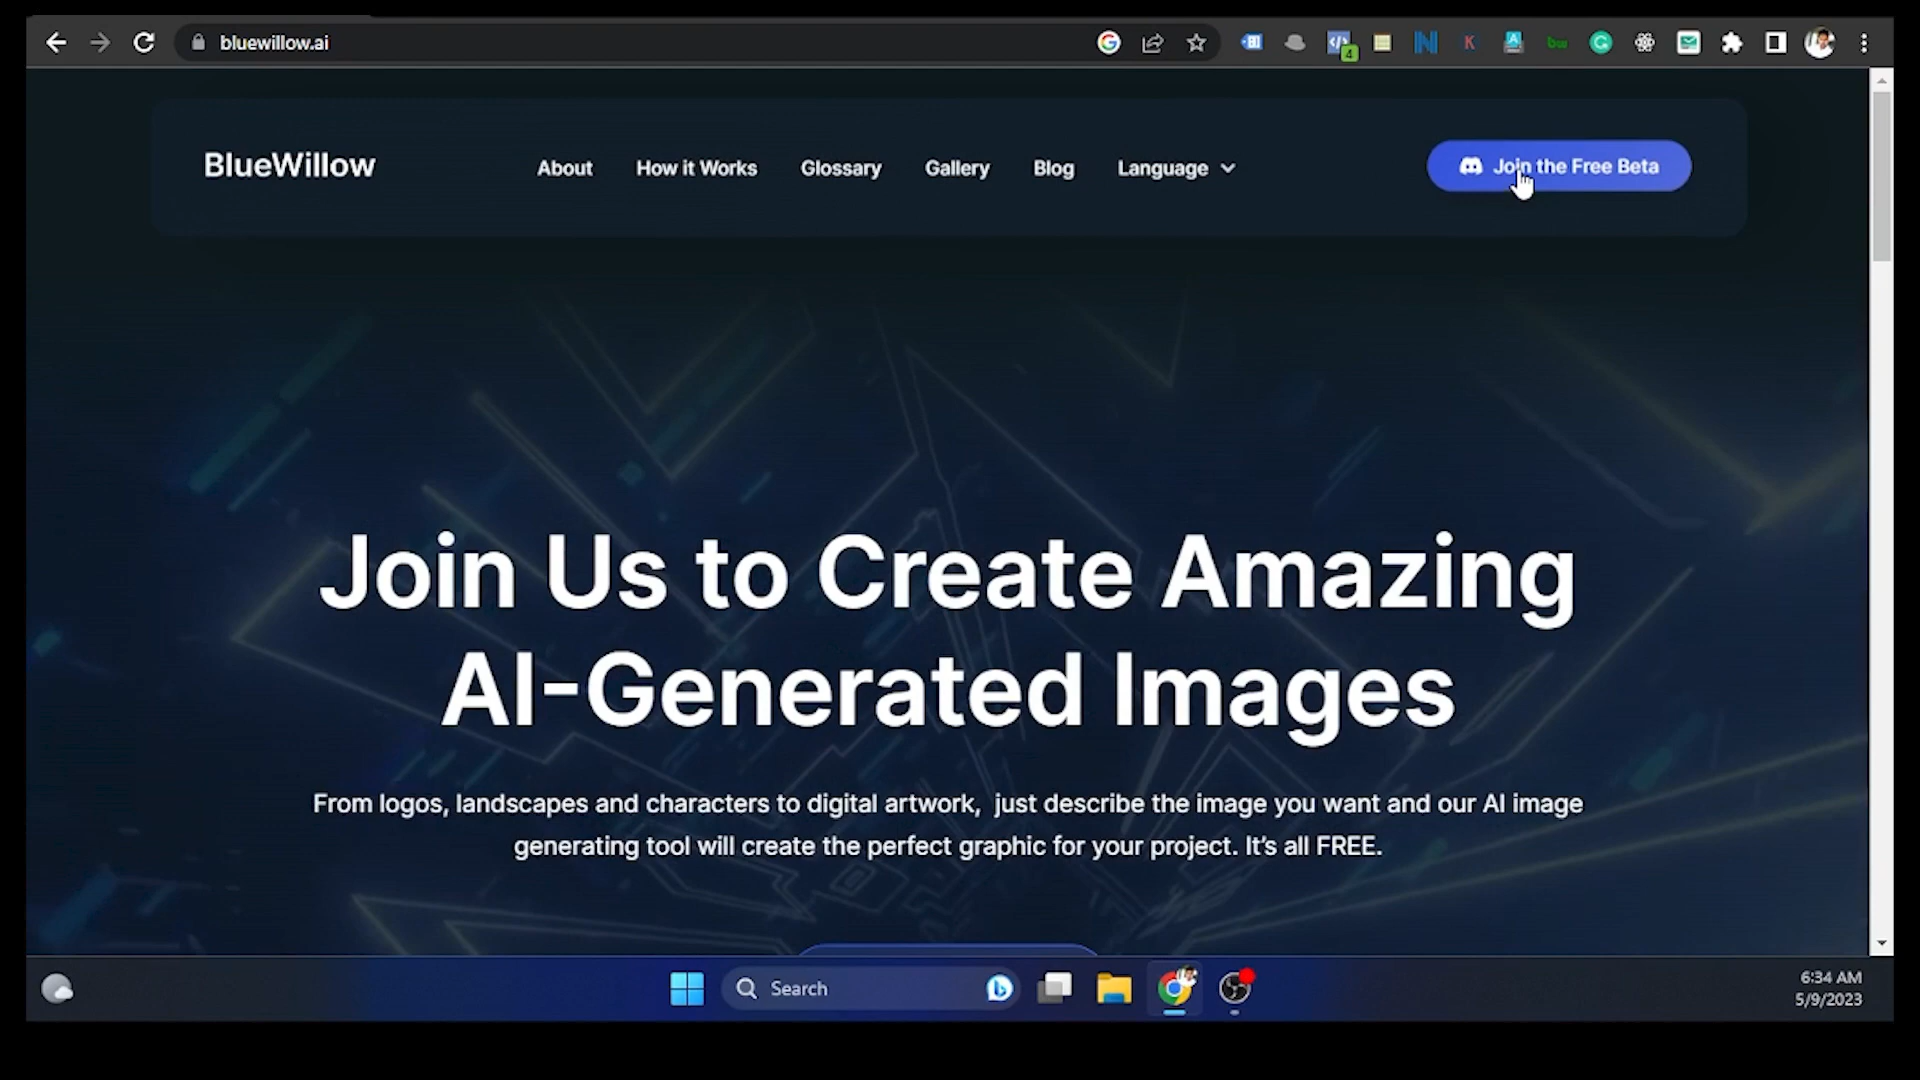 bluewillow.ai
4
BlueWillow
About
How it Works
Glossary
Gallery
Blog
Language
Join the Free Beta
Join Us to Create Amazing
AI-Generated Images
From logos, landscapes and characters to digital artwork, just describe the image you want and our AI image
generating tool will create the perfect graphic for your project. It's all FREE.
Search
6:34 AM
5/9/2023